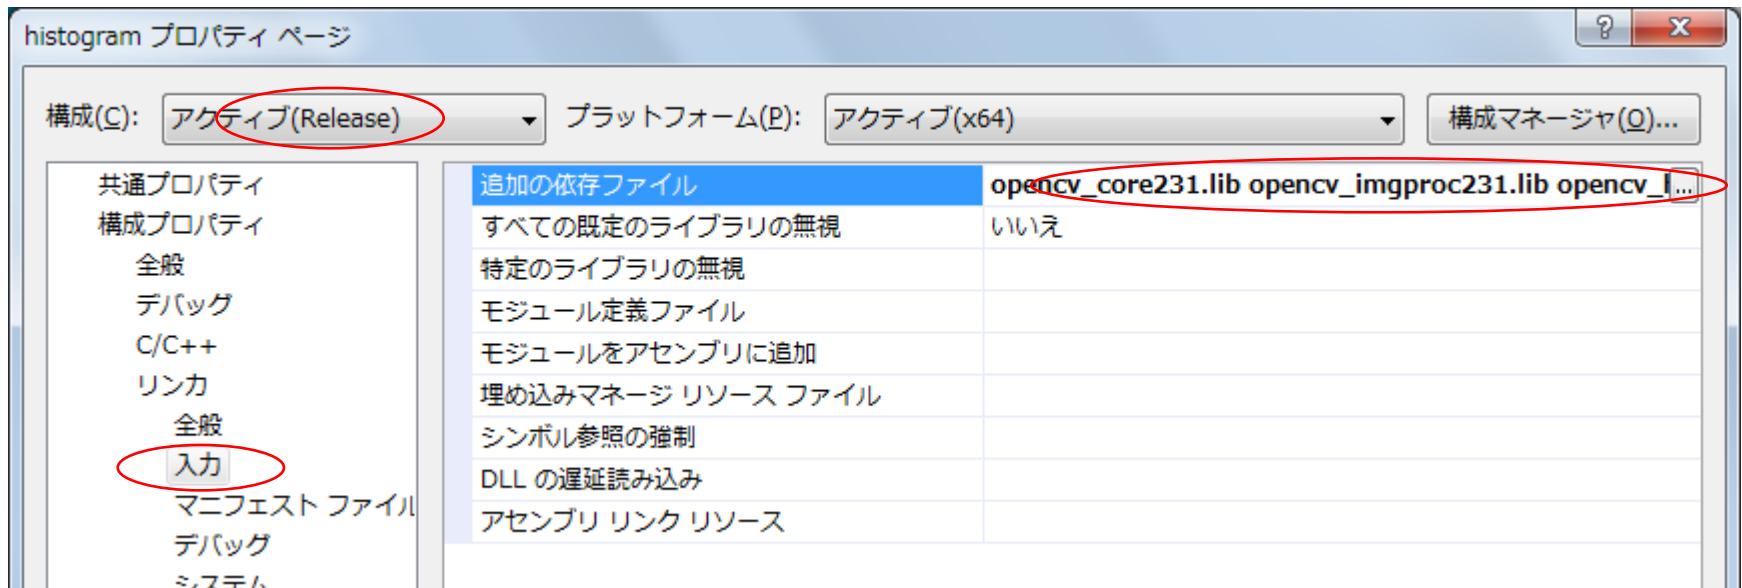 histogram プロパティ ページ
構成(C): アクティブ(Release) プラットフォーム(P): アクティブ(x64) 構成マネージャ(O)...
共通プロパティ
構成プロパティ
全般
デバッグ
C/C++
リンカ
全般
入力
マニフェスト ファイル
デバッグ
システム
追加の依存ファイル opencv_core231.lib opencv_imgproc231.lib opencv_ ...
すべての既定のライブラリの無視 いいえ
特定のライブラリの無視
モジュール定義ファイル
モジュールをアセンブリに追加
埋め込みマネージ リソース ファイル
シンボル参照の強制
DLL の遅延読み込み
アセンブリ リンク リソース